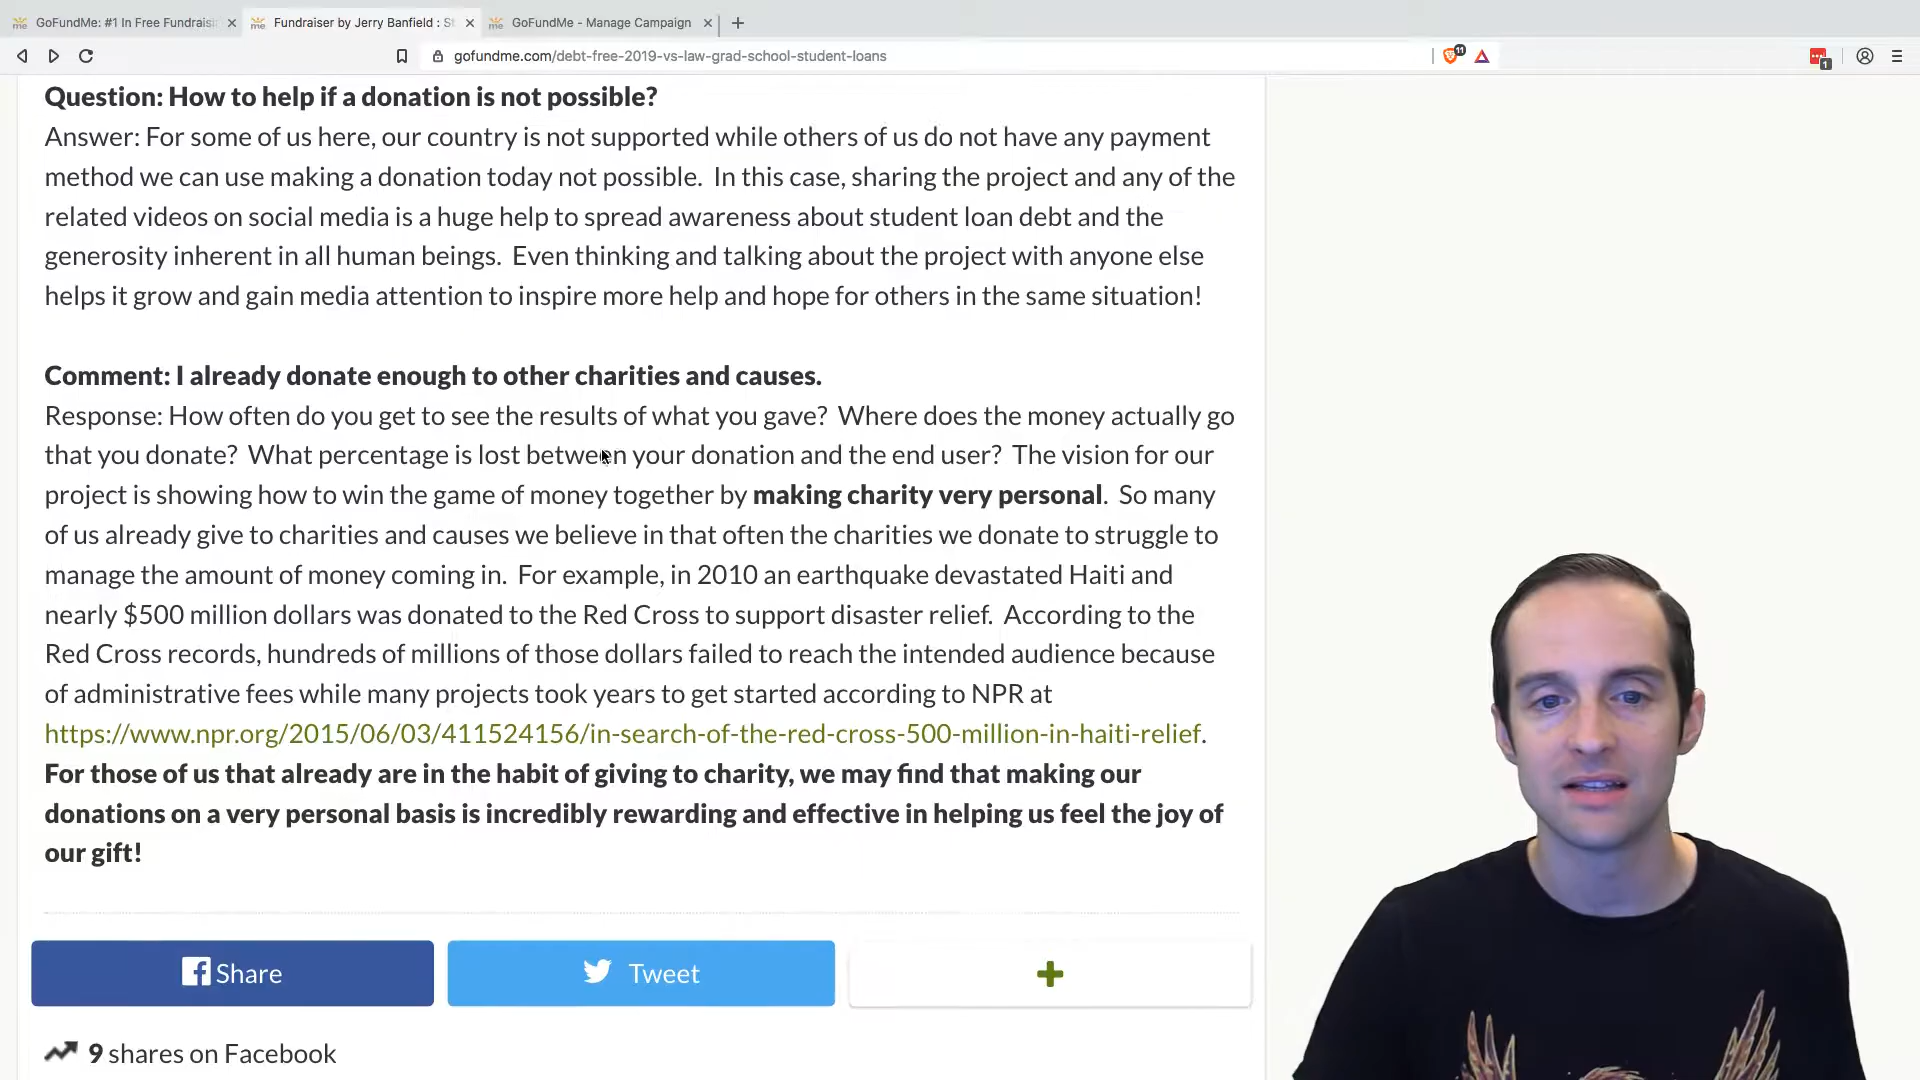 GoFundMe: #1 In Free Fundrais
Fundraiser by Jerry Banfield : St
GoFundMe - Manage Campaign
gofundme.com/debt-free-2019-vs-law-grad-school-student-loans
11
1
Question: How to help if a donation is not possible?
Answer: For some of us here, our country is not supported while others of us do not have any payment
method we can use making a donation today not possible. In this case, sharing the project and any of the
related videos on social media is a huge help to spread awareness about student loan debt and the
generosity inherent in all human beings. Even thinking and talking about the project with anyone else
helps it grow and gain media attention to inspire more help and hope for others in the same situation!
Comment: I already donate enough to other charities and causes.
Response: How often do you get to see the results of what you gave? Where does the money actually go
that you donate? What percentage is lost between your donation and the end user? The vision for our
project is showing how to win the game of money together by making charity very personal. So many
of us already give to charities and causes we believe in that often the charities we donate to struggle to
manage the amount of money coming in. For example, in 2010 an earthquake devastated Haiti and
nearly $500 million dollars was donated to the Red Cross to support disaster relief. According to the
Red Cross records, hundreds of millions of those dollars failed to reach the intended audience because
of administrative fees while many projects took years to get started according to NPR at
https://www.npr.org/2015/06/03/411524156/in-search-of-the-red-cross-500-million-in-haiti-relief.
For those of us that already are in the habit of giving to charity, we may find that making our
donations on a very personal basis is incredibly rewarding and effective in helping us feel the joy of
our gift!
Share
Tweet
9 shares on Facebook